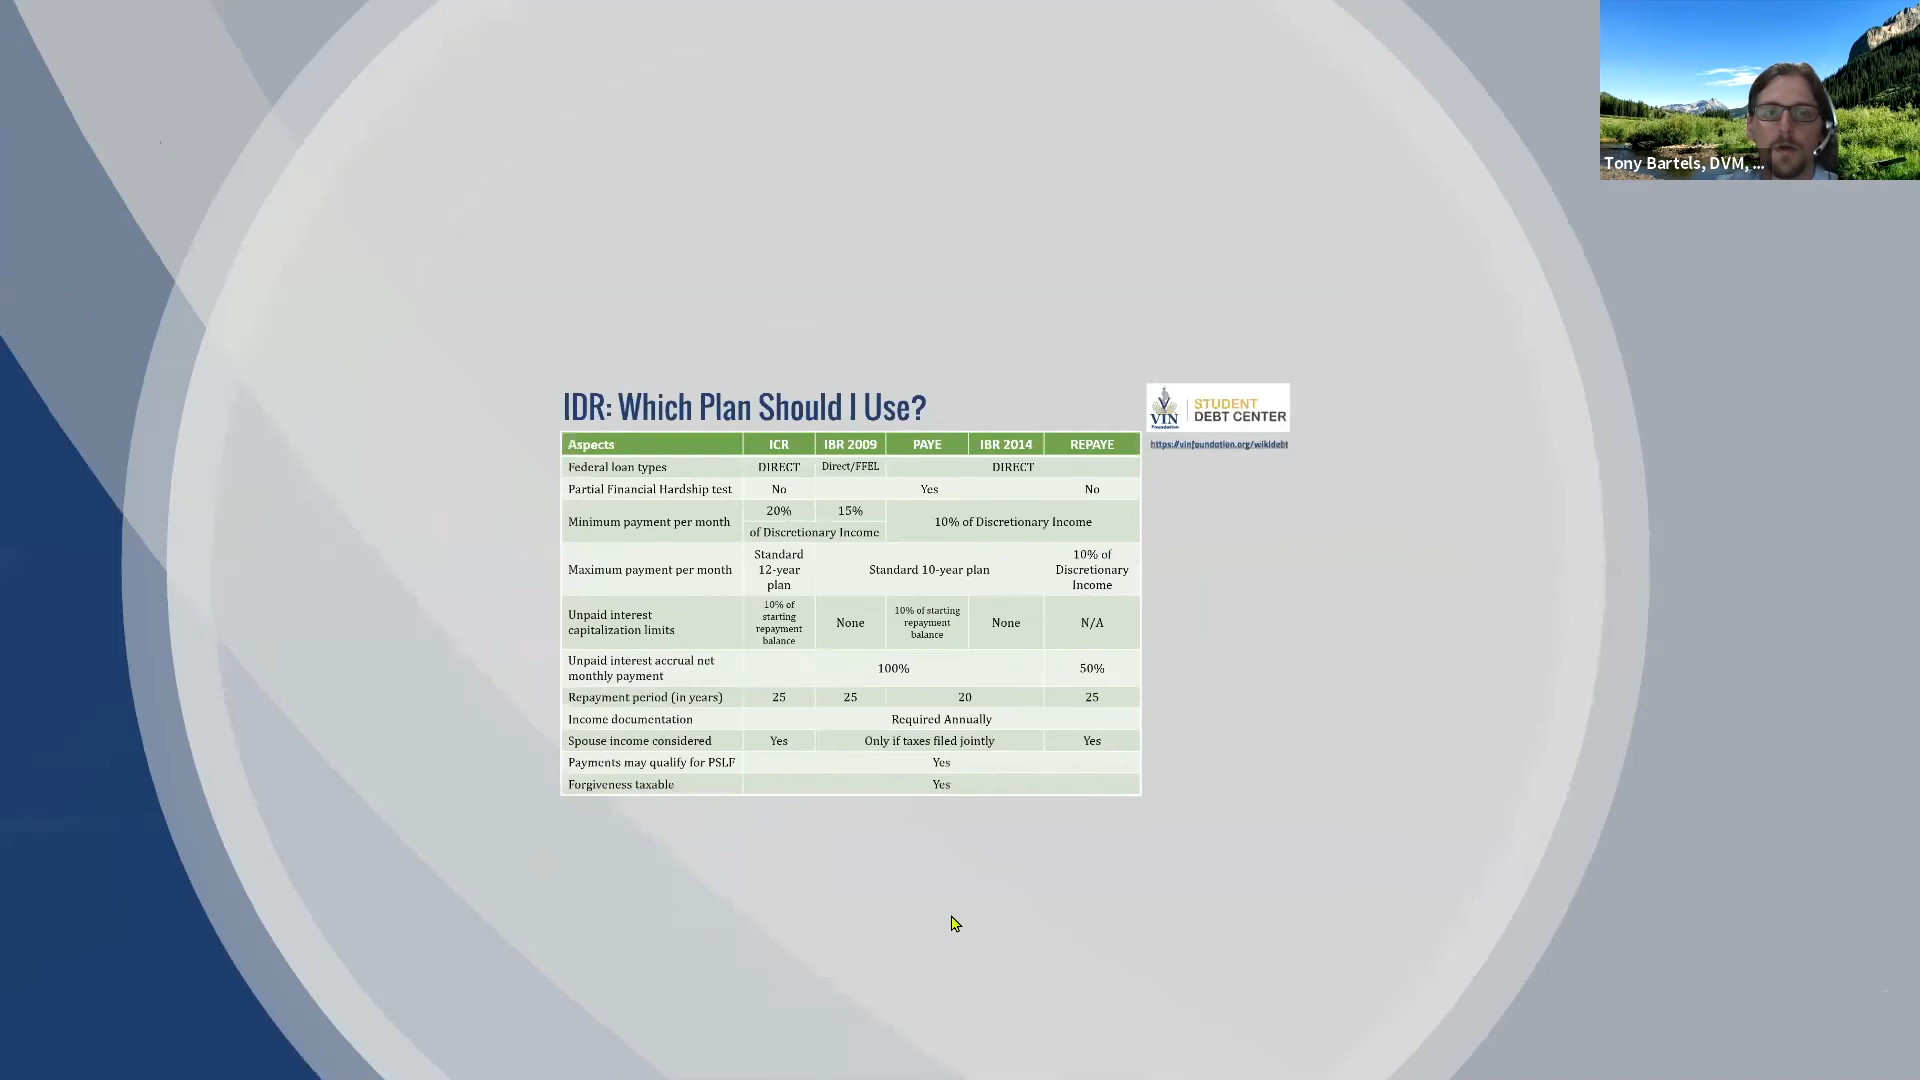 Tony Bartels, DVM, ...
IDR: Which Plan Should I Use?
VIN
Foundation
STUDENT
DEBT CENTER
https://vinfoundation.org/wikidebt
Aspects ICR IBR 2009 PAYE IBR 2014 REPAYE
Federal loan types DIRECT Direct/FFEL DIRECT
Partial Financial Hardship test No Yes No
Minimum payment per month 20% 15% 10% of Discretionary Income
of Discretionary Income
Maximum payment per month Standard 12-year plan Standard 10-year plan 10% of Discretionary Income
Unpaid interest capitalization limits 10% of starting repayment balance None 10% of starting repayment balance None N/A
Unpaid interest accrual net monthly payment 100% 50%
Repayment period (in years) 25 25 20 25
Income documentation Required Annually
Spouse income considered Yes Only if taxes filed jointly Yes
Payments may qualify for PSLF Yes
Forgiveness taxable Yes